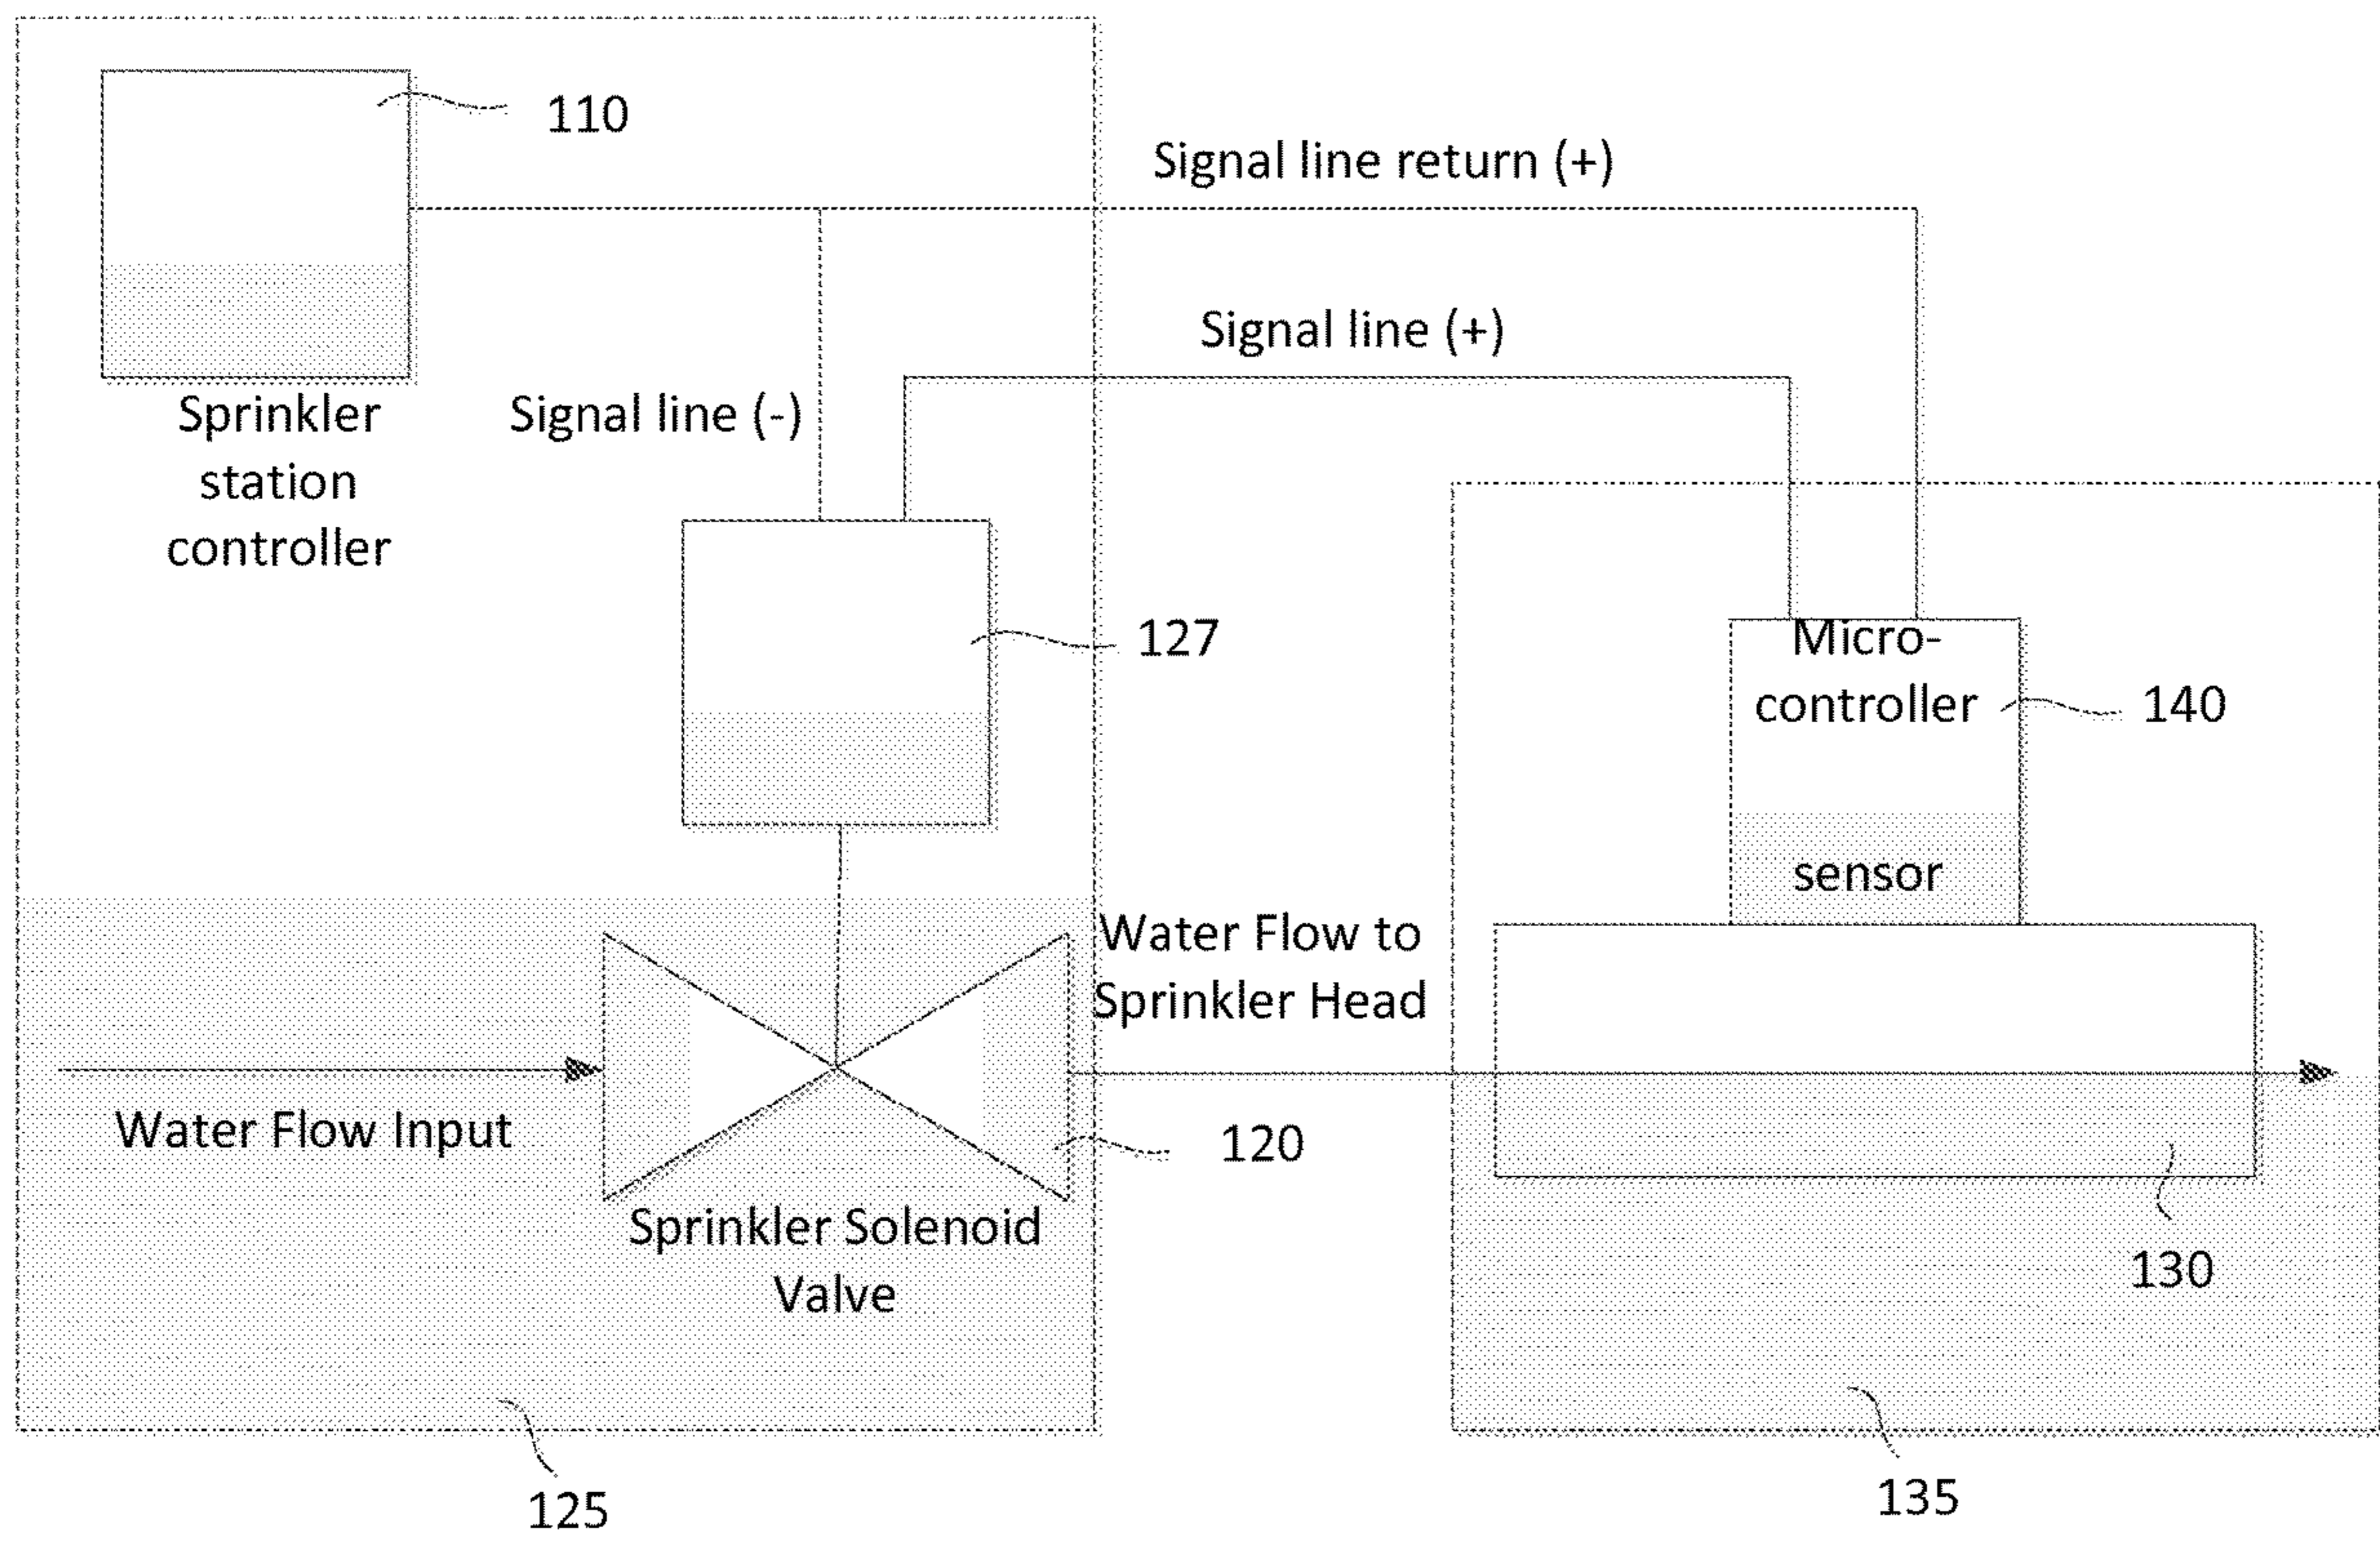 110
Signal line return (+)
Signal line (+)
Sprinkler
station
controller
Signal line (-)
127
Micro-
controller
140
sensor
Water Flow to
Sprinkler Head
Water Flow Input
120
Sprinkler Solenoid
Valve
130
125
135